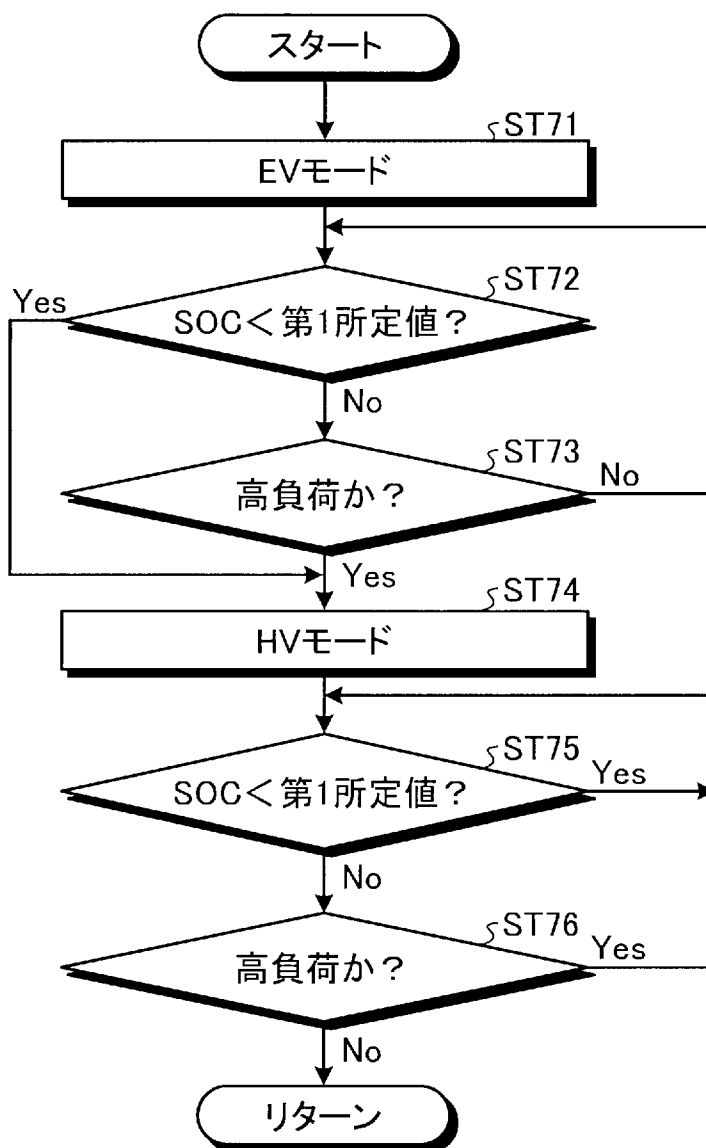 スタート
ST71
EVモード
ST72
Yes
SOC<第1所定値?
No
ST73
高負荷か?
No
Yes
ST74
HVモード
ST75
SOC<第1所定値?
Yes
No
ST76
高負荷か?
Yes
No
リターン